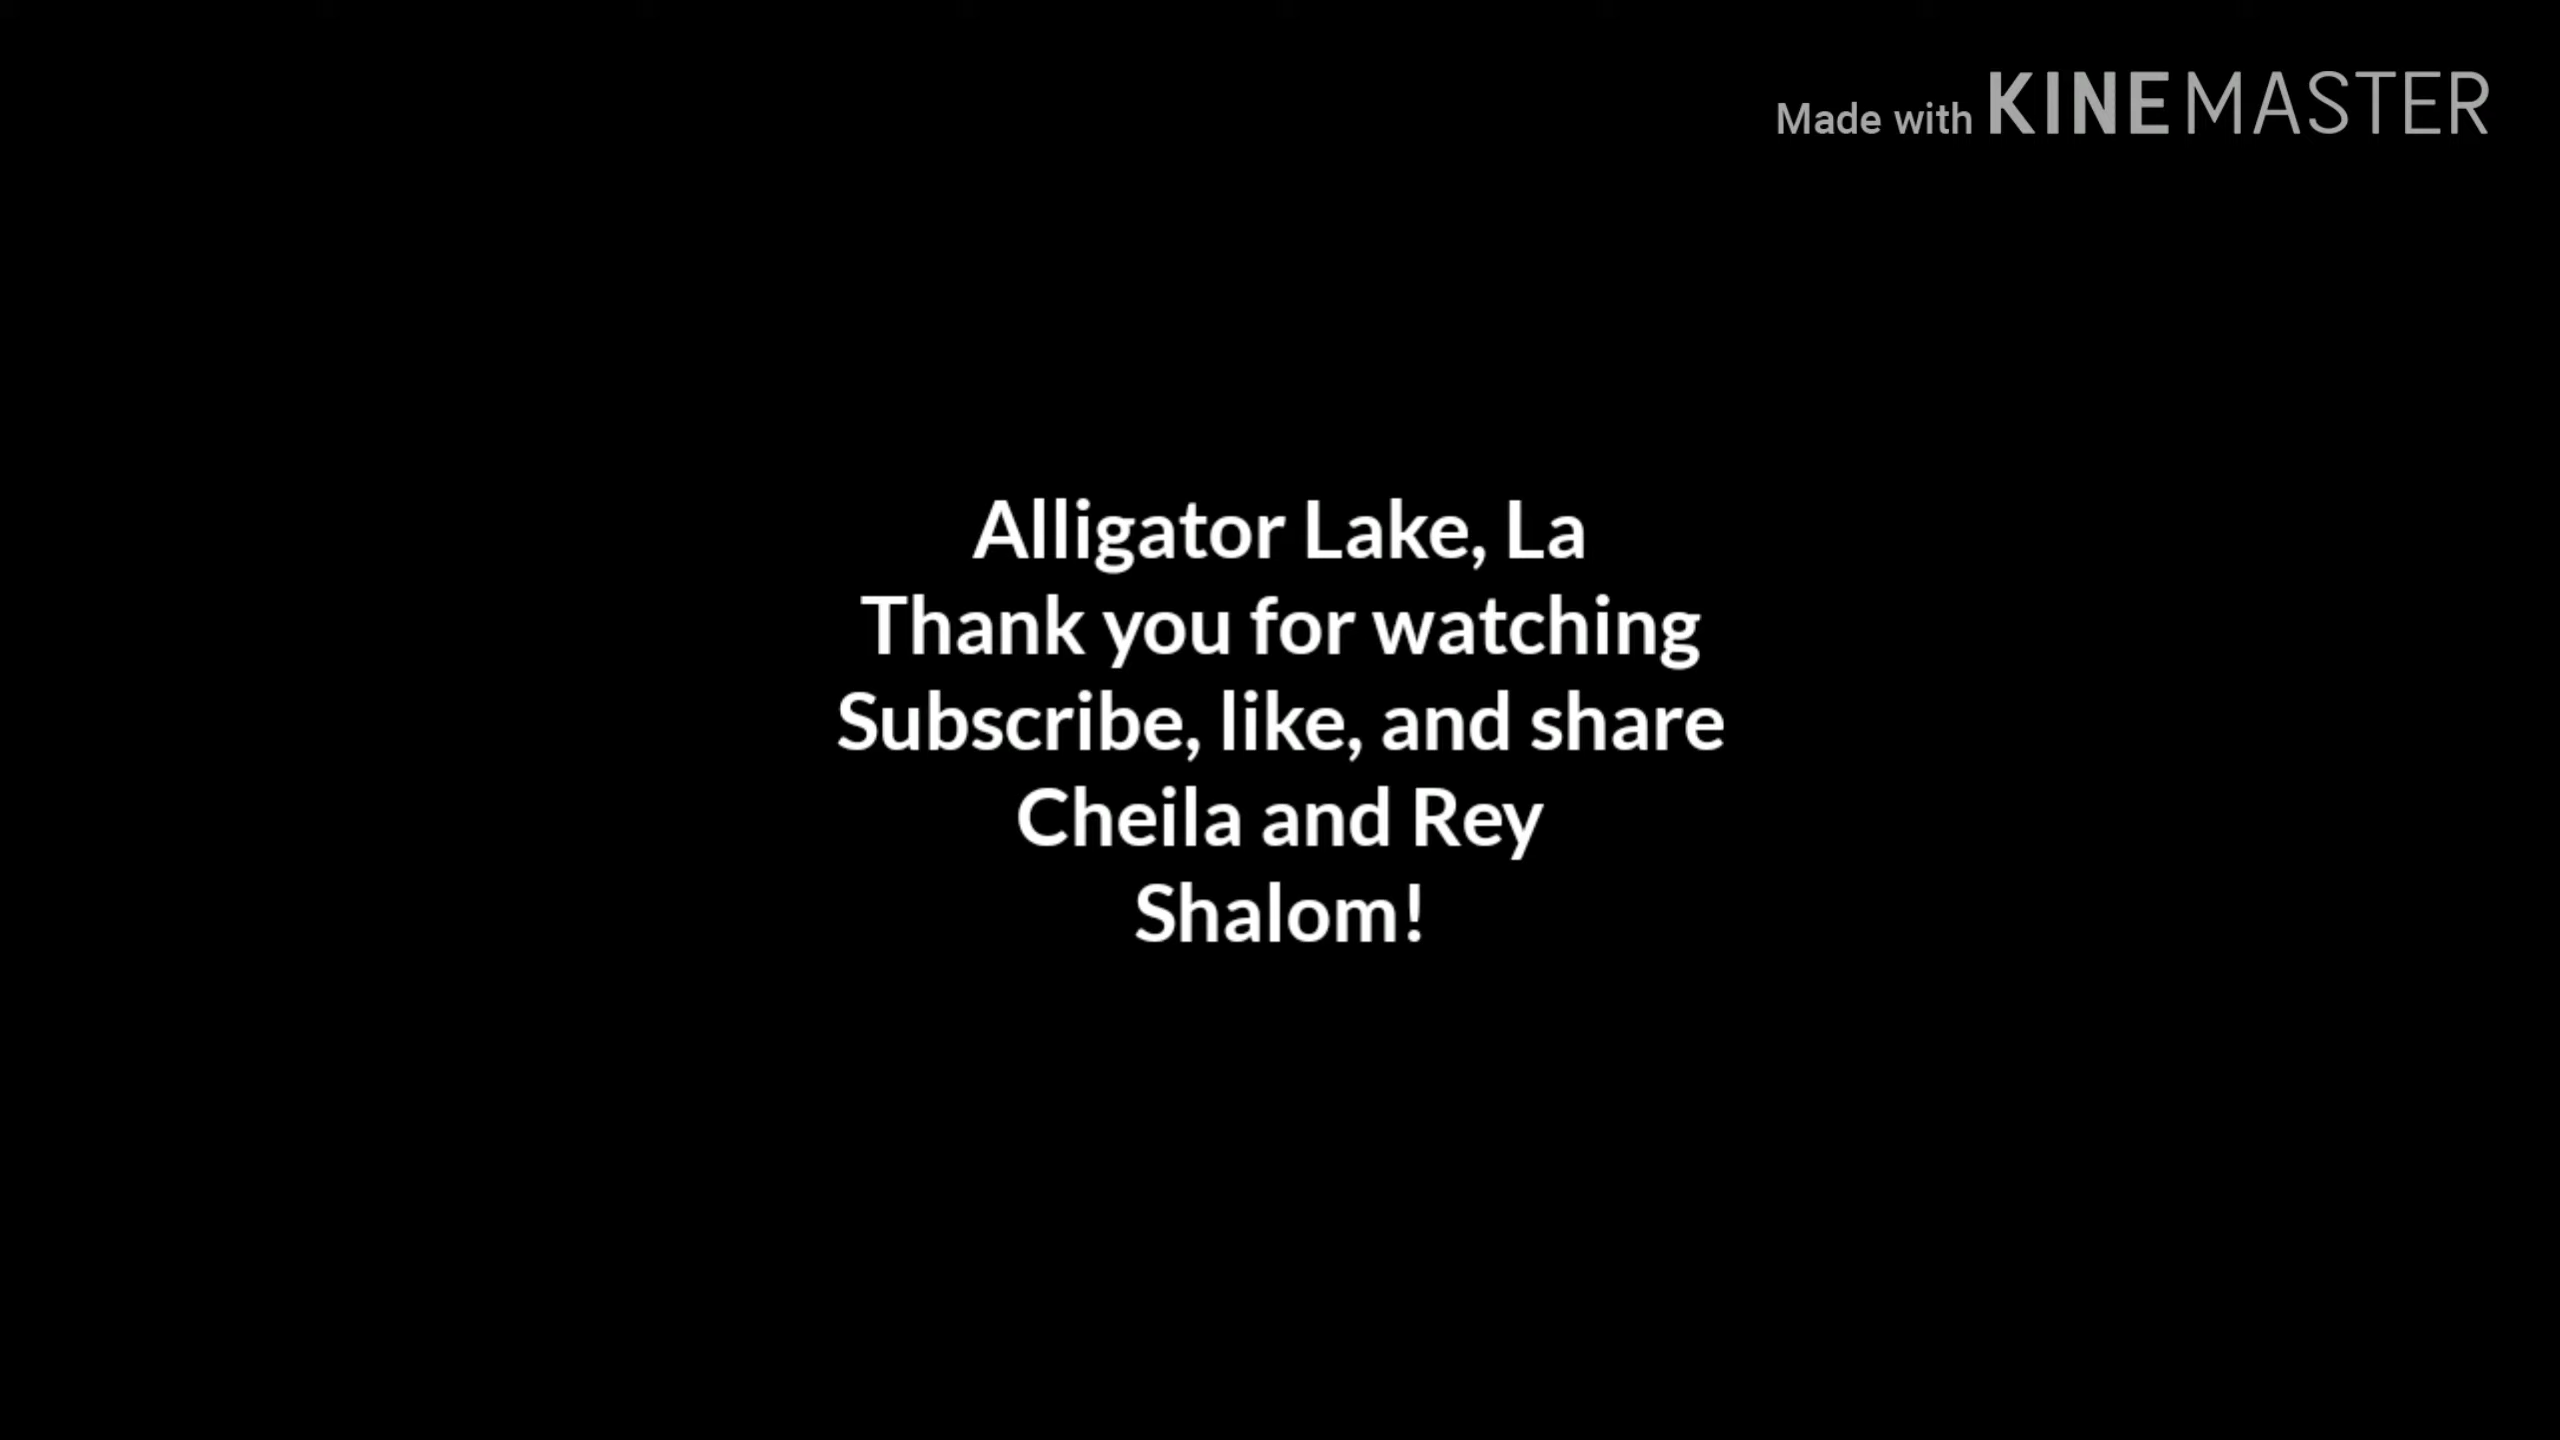 Made with KINEMASTER
Alligator Lake, La
Thank you for watching
Subscribe, like, and share
Cheila and Rey
Shalom!